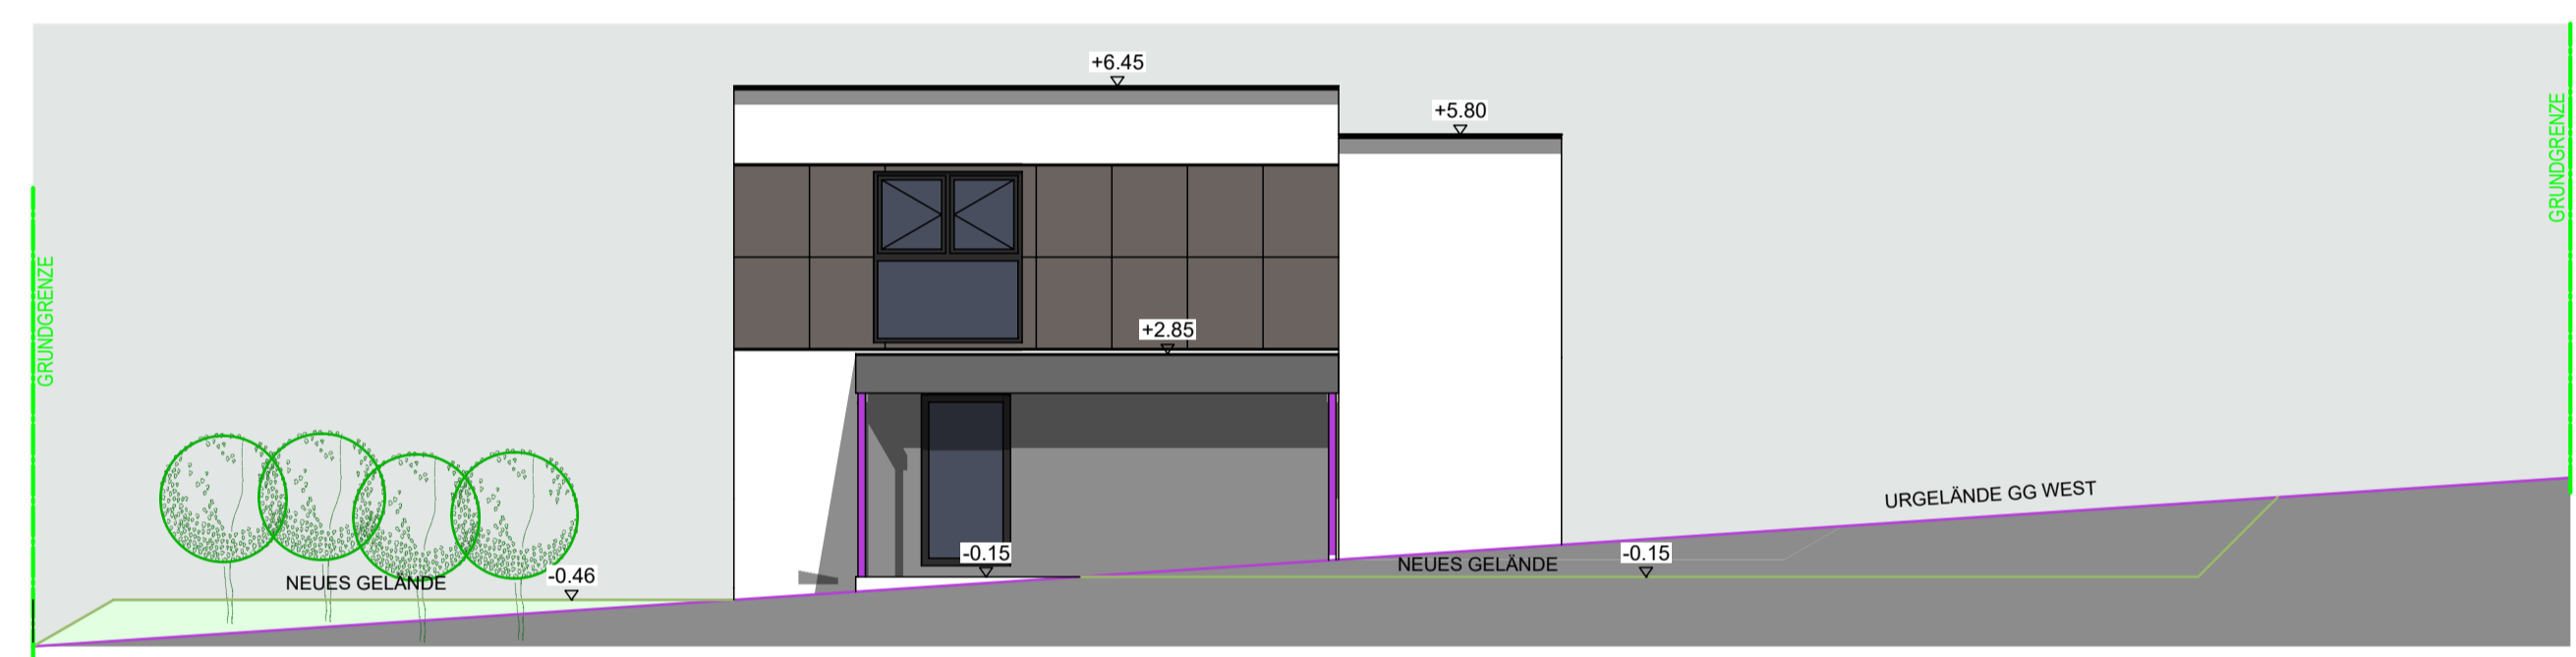 +6.45
+5.80
GRUNDGRENZE
GRUNDGRENZE
+2.85
URGELÄNDE GG WEST
-0.15
-0.15
NEUES GELÄNDE
-0.46
NEUES GELÄNDE